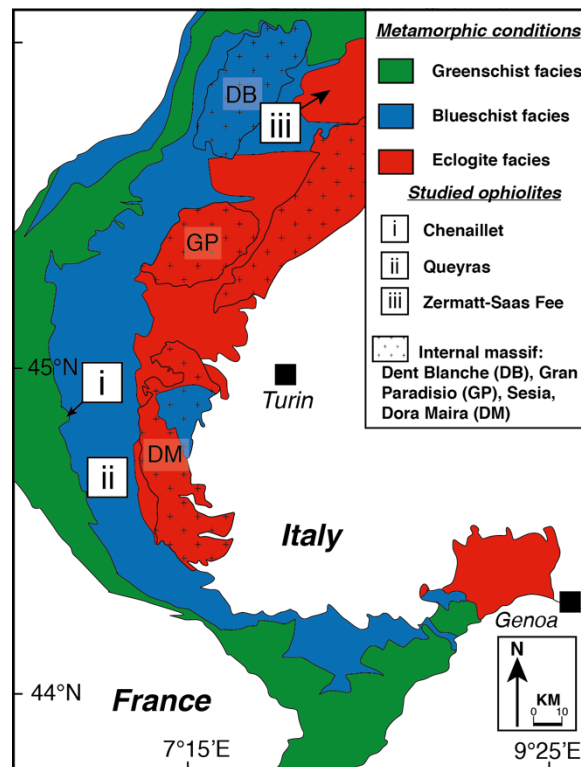 Metamorphic conditions
Greenschist facies
Blueschist facies
Eclogite facies
Studied ophiolites
i Chenaillet
ii Queyras
iii Zermatt-Saas Fee
Internal massif:
Dent Blanche (DB), Gran
Paradisio (GP), Sesia,
Dora Maira (DM)
DB
iii
GP
45°N
i
Turin
ii
DM
Italy
Genoa
N
KM
0 10
44°N
France
7°15'E
9°25'E